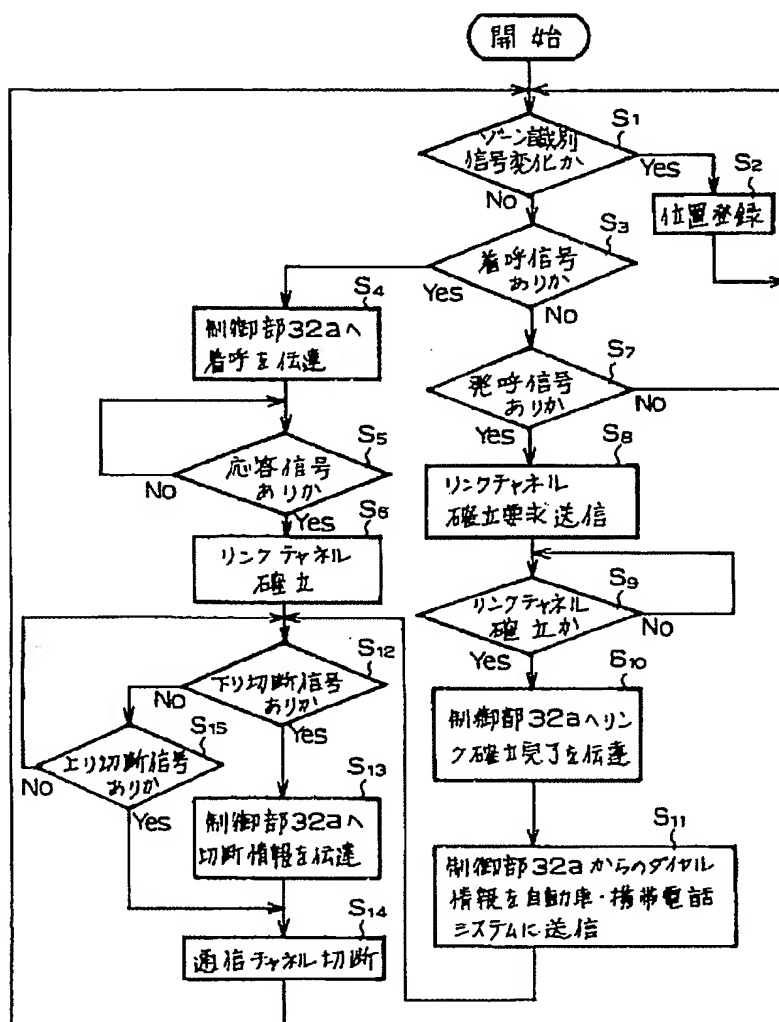 開始
S1
ゾーン識別
信号変化か
Yes
No
S2
位置登録
S3
着呼信号
ありか
Yes
No
S4
制御部32aへ
着呼を伝達
S5
応答信号
ありか
No
Yes
S6
リンクチャネル
確立
S7
発呼信号
ありか
No
Yes
S8
リンクチャネル
確立要求送信
S9
リンクチャネル
確立か
No
Yes
S10
制御部32aへリン
ク確立完了を伝達
S11
制御部32aからのダイヤル
情報を自動車・携帯電話
システムに送信
S12
下り切断信号
ありか
No
Yes
S15
上り切断信号
ありか
No
Yes
S13
制御部32aへ
切断情報を伝達
S14
通信チャネル切断